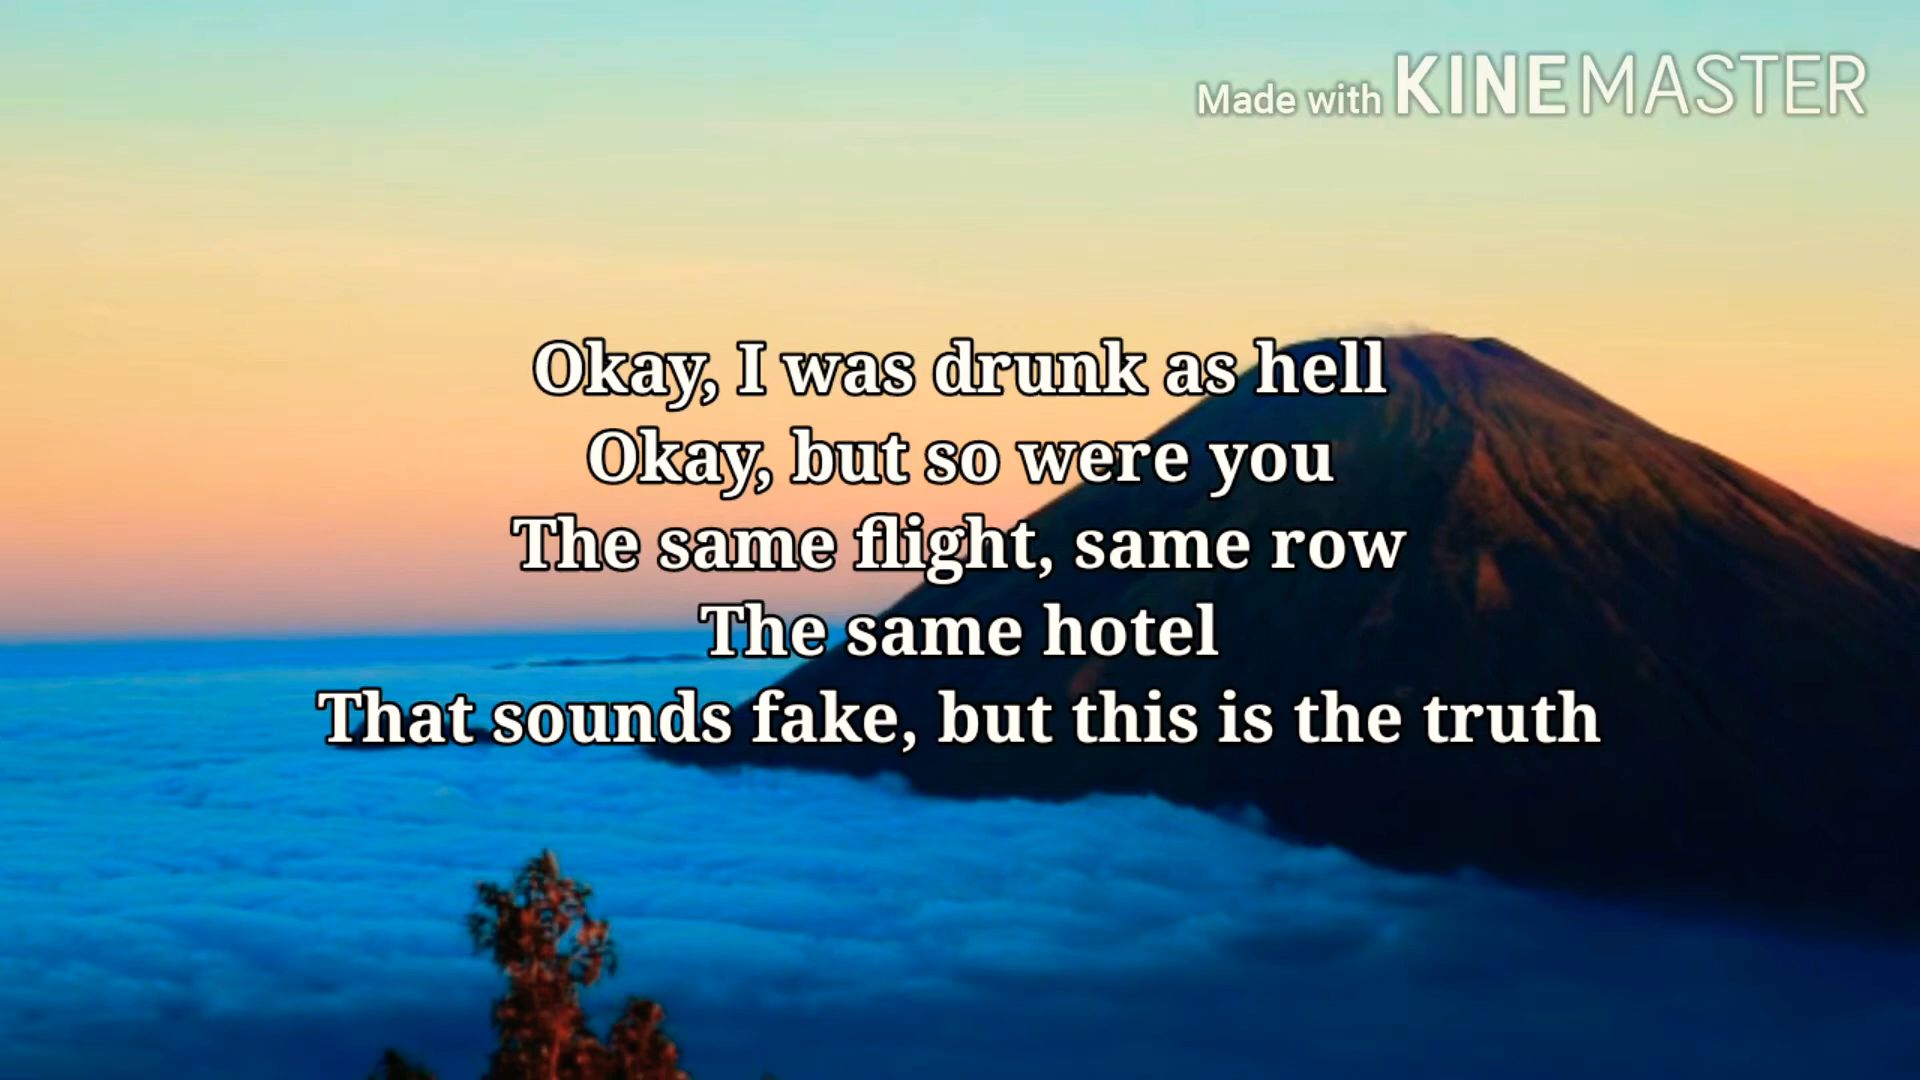 Made with KINEMASTER
Okay, I was drunk as hell
Okay, but so were you
The same flight, same row
The same hotel
That sounds fake, but this is the truth